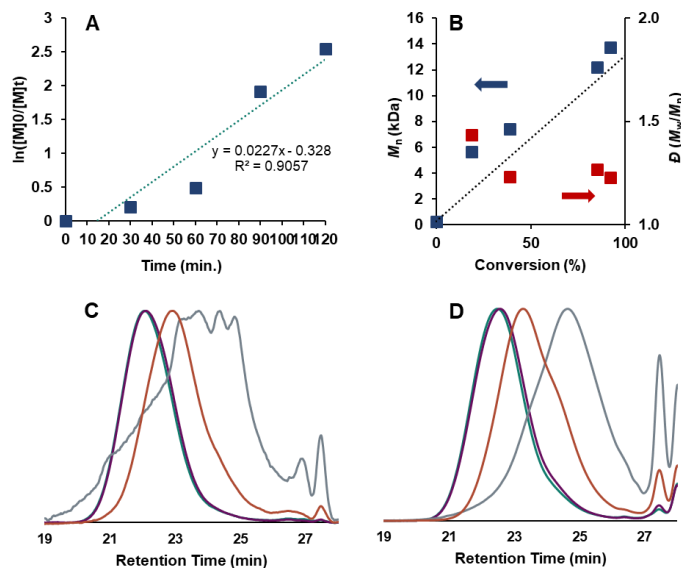 A
ln([M]0/[M]t)
3
2.5
2
1.5
1
0.5
0
y = 0.0227x - 0.328
R² = 0.9057
0 10 20 30 40 50 60 70 80 90 100 110 120
Time (min.)
B
Mn (kDa)
16
14
12
10
8
6
4
2
0
2.0
1.5
1.0
Đ (Mw/Mn)
0 50 100
Conversion (%)
C
19 21 23 25 27
Retention Time (min)
D
19 21 23 25 27
Retention Time (min)